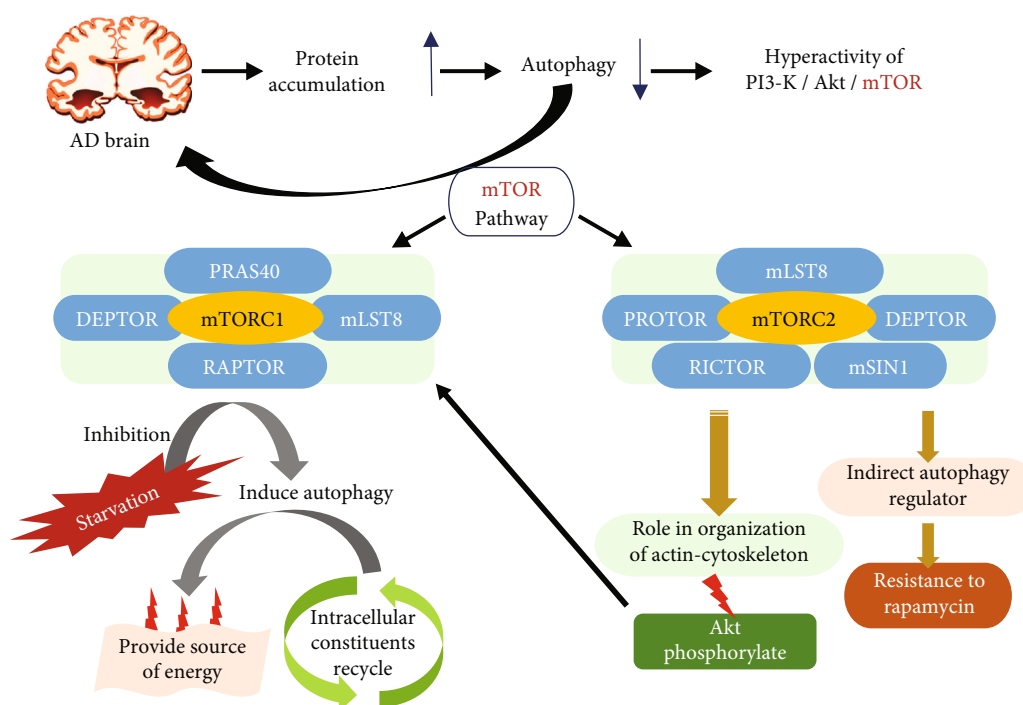 AD brain
Protein
accumulation
Autophagy
Hyperactivity of
PI3-K / Akt / mTOR
mTOR
Pathway
PRAS40
DEPTOR
mTORC1
mLST8
RAPTOR
mLST8
PROTOR
mTORC2
DEPTOR
RICTOR
mSIN1
Inhibition
Starvation
Induce autophagy
Provide source
of energy
Intracellular
constituents
recycle
Role in organization
of actin-cytoskeleton
Akt
phosphorylate
Indirect autophagy
regulator
Resistance to
rapamycin